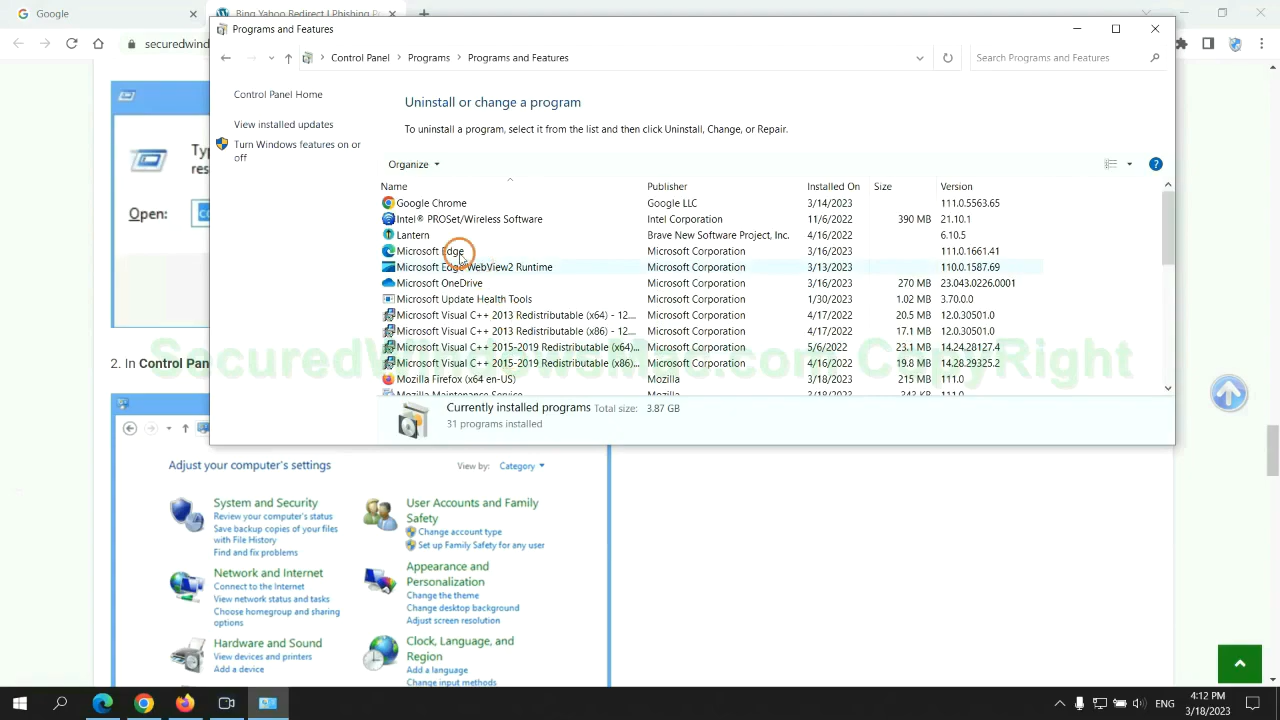 Google
Bing Yahoo Redirect | Phishing P
Programs and Features
securedwind
Control Panel
Programs
Programs and Features
Search Programs and Features
Control Panel Home
View installed updates
Turn Windows features on or
off
Uninstall or change a program
To uninstall a program, select it from the list and then click Uninstall, Change, or Repair.
Organize
Name Publisher Installed On Size Version
Google Chrome Google LLC 3/14/2023 111.0.5563.65
Intel® PROSet/Wireless Software Intel Corporation 11/6/2022 390 MB 21.10.1
Lantern Brave New Software Project, Inc. 4/16/2022 6.10.5
Microsoft Edge Microsoft Corporation 3/16/2023 111.0.1661.41
Microsoft Edge WebView2 Runtime Microsoft Corporation 3/13/2023 110.0.1587.69
Microsoft OneDrive Microsoft Corporation 3/16/2023 270 MB 23.043.0226.0001
Microsoft Update Health Tools Microsoft Corporation 1/30/2023 1.02 MB 3.70.0.0
Microsoft Visual C++ 2013 Redistributable (x64) - 12.... Microsoft Corporation 4/17/2022 20.5 MB 12.0.30501.0
Microsoft Visual C++ 2013 Redistributable (x86) - 12.... Microsoft Corporation 4/17/2022 17.1 MB 12.0.30501.0
Microsoft Visual C++ 2015-2019 Redistributable (x64)... Microsoft Corporation 5/6/2022 23.1 MB 14.24.28127.4
Microsoft Visual C++ 2015-2019 Redistributable (x86)... Microsoft Corporation 4/16/2022 19.8 MB 14.28.29325.2
Mozilla Firefox (x64 en-US) Mozilla 3/18/2023 215 MB 111.0
Mozilla Maintenance Service Mozilla 3/18/2023 343 KB 111.0
Currently installed programs Total size: 3.87 GB
31 programs installed
Ty
res
Open:
2. In Control Pan
Adjust your computer's settings
View by: Category
System and Security
Review your computer's status
Save backup copies of your files
with File History
Find and fix problems
Network and Internet
Connect to the Internet
View network status and tasks
Choose homegroup and sharing
options
Hardware and Sound
View devices and printers
Add a device
User Accounts and Family
Safety
Change account type
Set up Family Safety for any user
Appearance and
Personalization
Change the theme
Change desktop background
Adjust screen resolution
Clock, Language, and
Region
Add a language
Change input methods
ENG
4:12 PM
3/18/2023